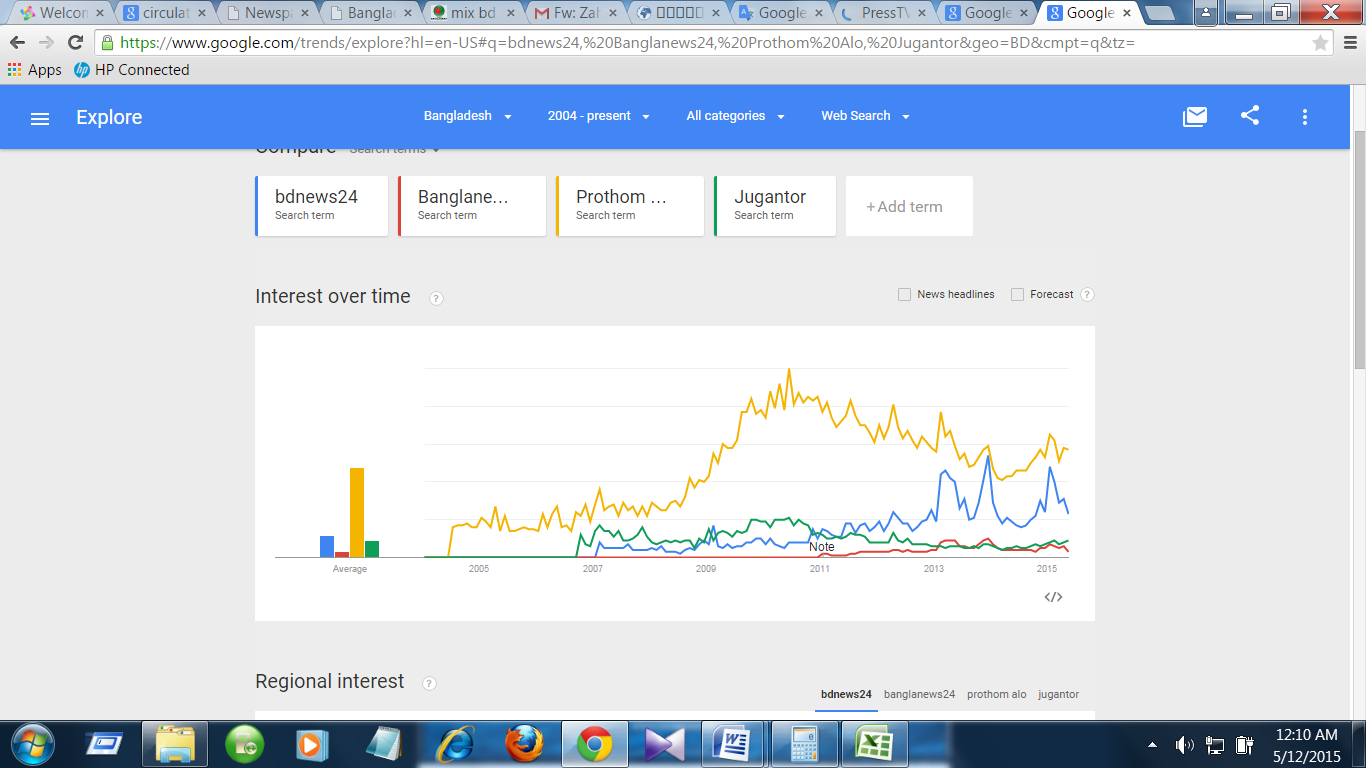 Welcom
circulat
Newspa
Banglad
mix bd
Fw: Zah
Google
PressTV
Google
Google
https://www.google.com/trends/explore?hl=en-US#q=bdnews24,%20Banglanews24,%20Prothom%20Alo,%20Jugantor&geo=BD&cmpt=q&tz=
Apps HP Connected
Explore Bangladesh 2004 - present All categories Web Search
Compare Search terms
bdnews24 Banglane... Prothom ... Jugantor +Add term
Search term Search term Search term Search term
Interest over time ? News headlines Forecast ?
Note
Average 2005 2007 2009 2011 2013 2015
</>
Regional interest ? bdnews24 banglanews24 prothom alo jugantor
12:10 AM
5/12/2015